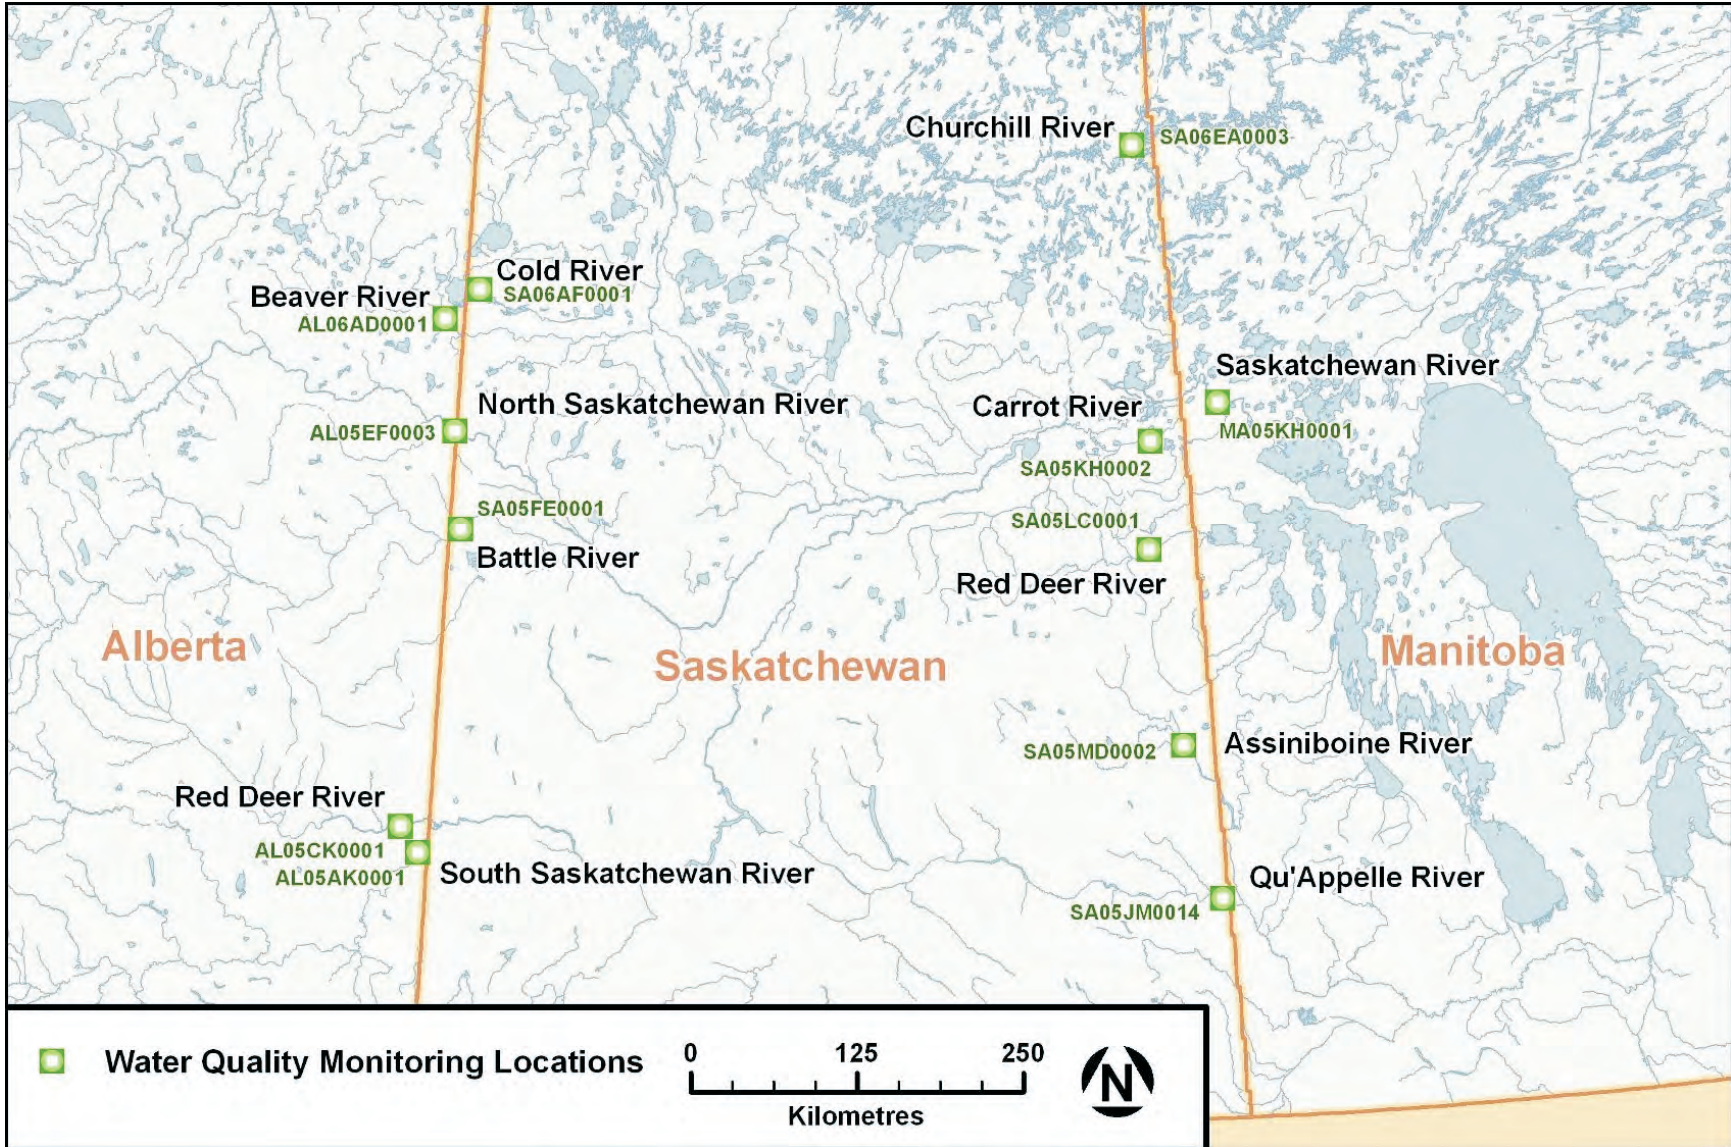 Churchill River
SA06EA0003
Cold River
SA06AF0001
Beaver River
AL06AD0001
Saskatchewan River
MA05KH0001
North Saskatchewan River
AL05EF0003
Carrot River
SA05KH0002
SA05FE0001
Battle River
SA05LC0001
Red Deer River
Alberta
Saskatchewan
Manitoba
SA05MD0002
Assiniboine River
Red Deer River
AL05CK0001
AL05AK0001
South Saskatchewan River
Qu'Appelle River
SA05JM0014
Water Quality Monitoring Locations
0 125 250
Kilometres
N